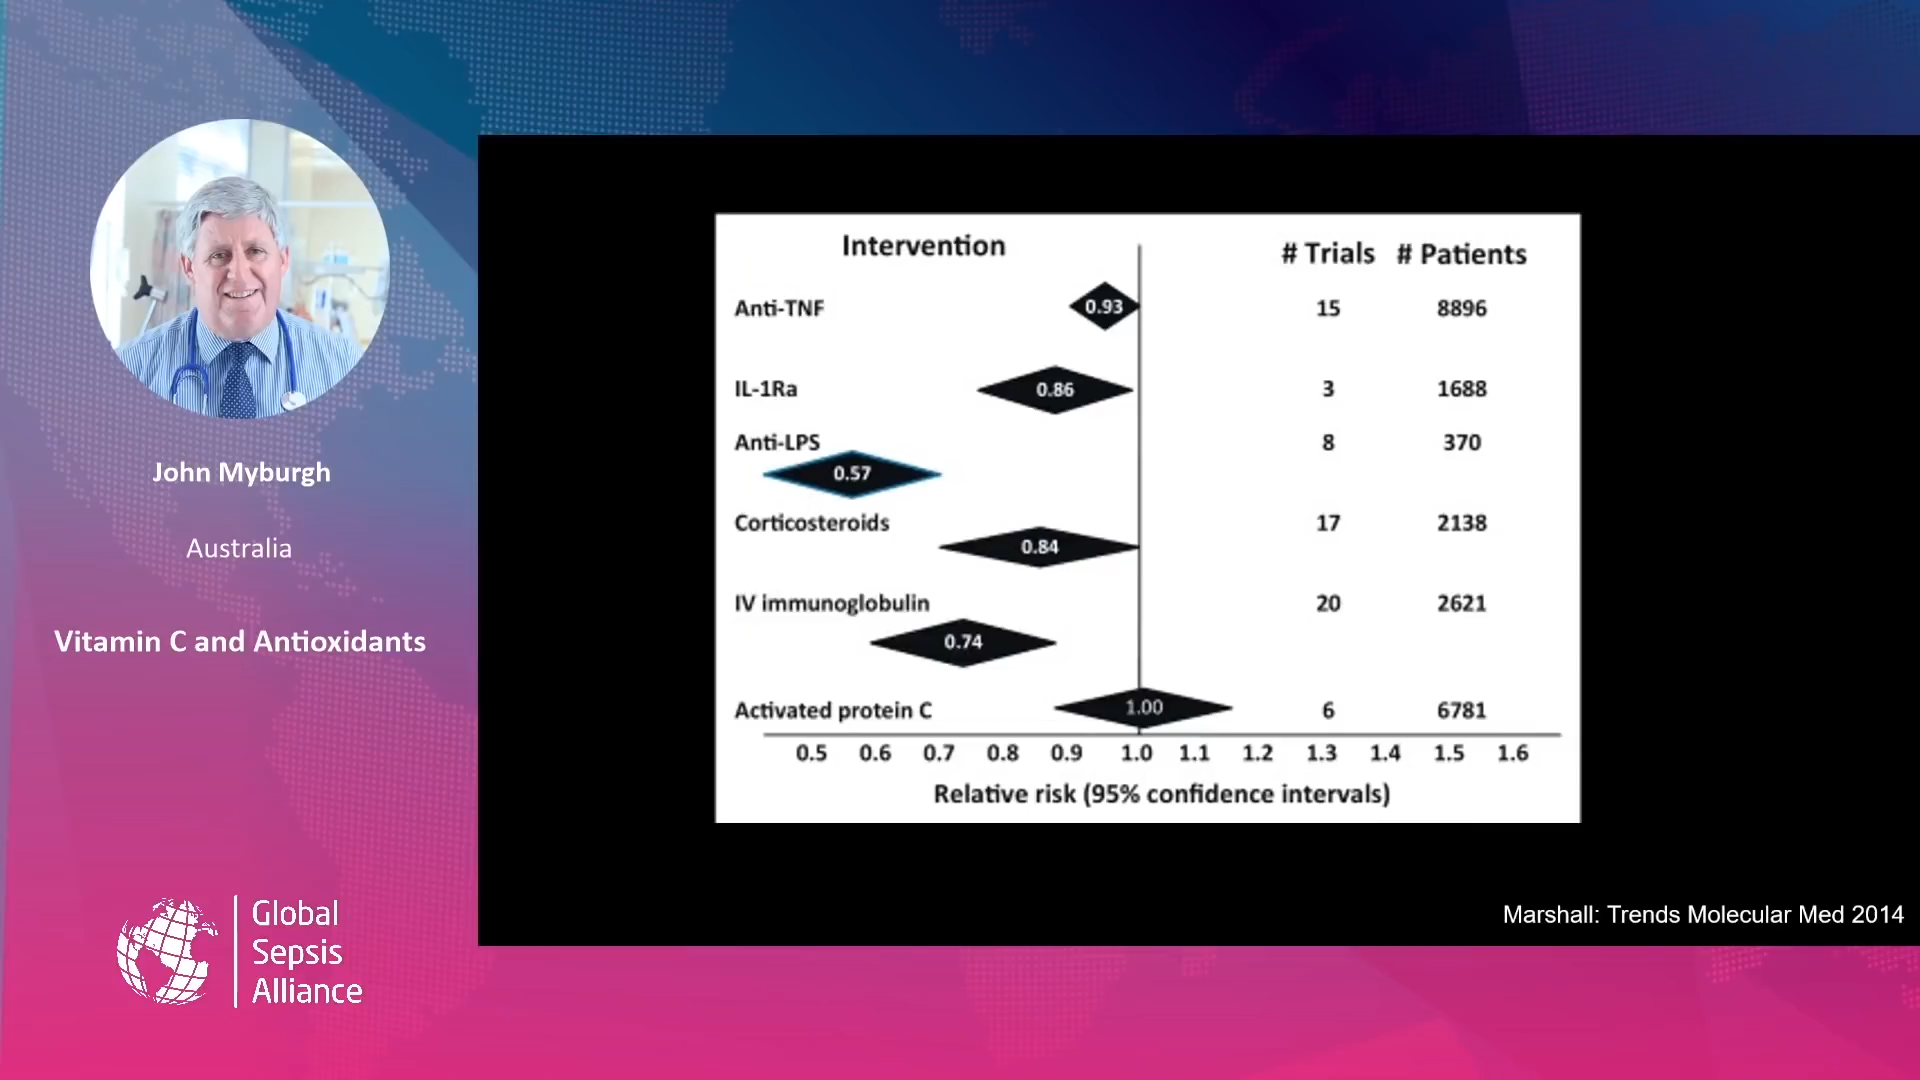 John Myburgh
Australia
Vitamin C and Antioxidants
Global
Sepsis
Alliance
Intervention # Trials # Patients
Anti-TNF 0.93 15 8896
IL-1Ra 0.86 3 1688
Anti-LPS 8 370
0.57
Corticosteroids 17 2138
0.84
IV immunoglobulin 20 2621
0.74
Activated protein C 1.00 6 6781
0.5 0.6 0.7 0.8 0.9 1.0 1.1 1.2 1.3 1.4 1.5 1.6
Relative risk (95% confidence intervals)
Marshall: Trends Molecular Med 2014